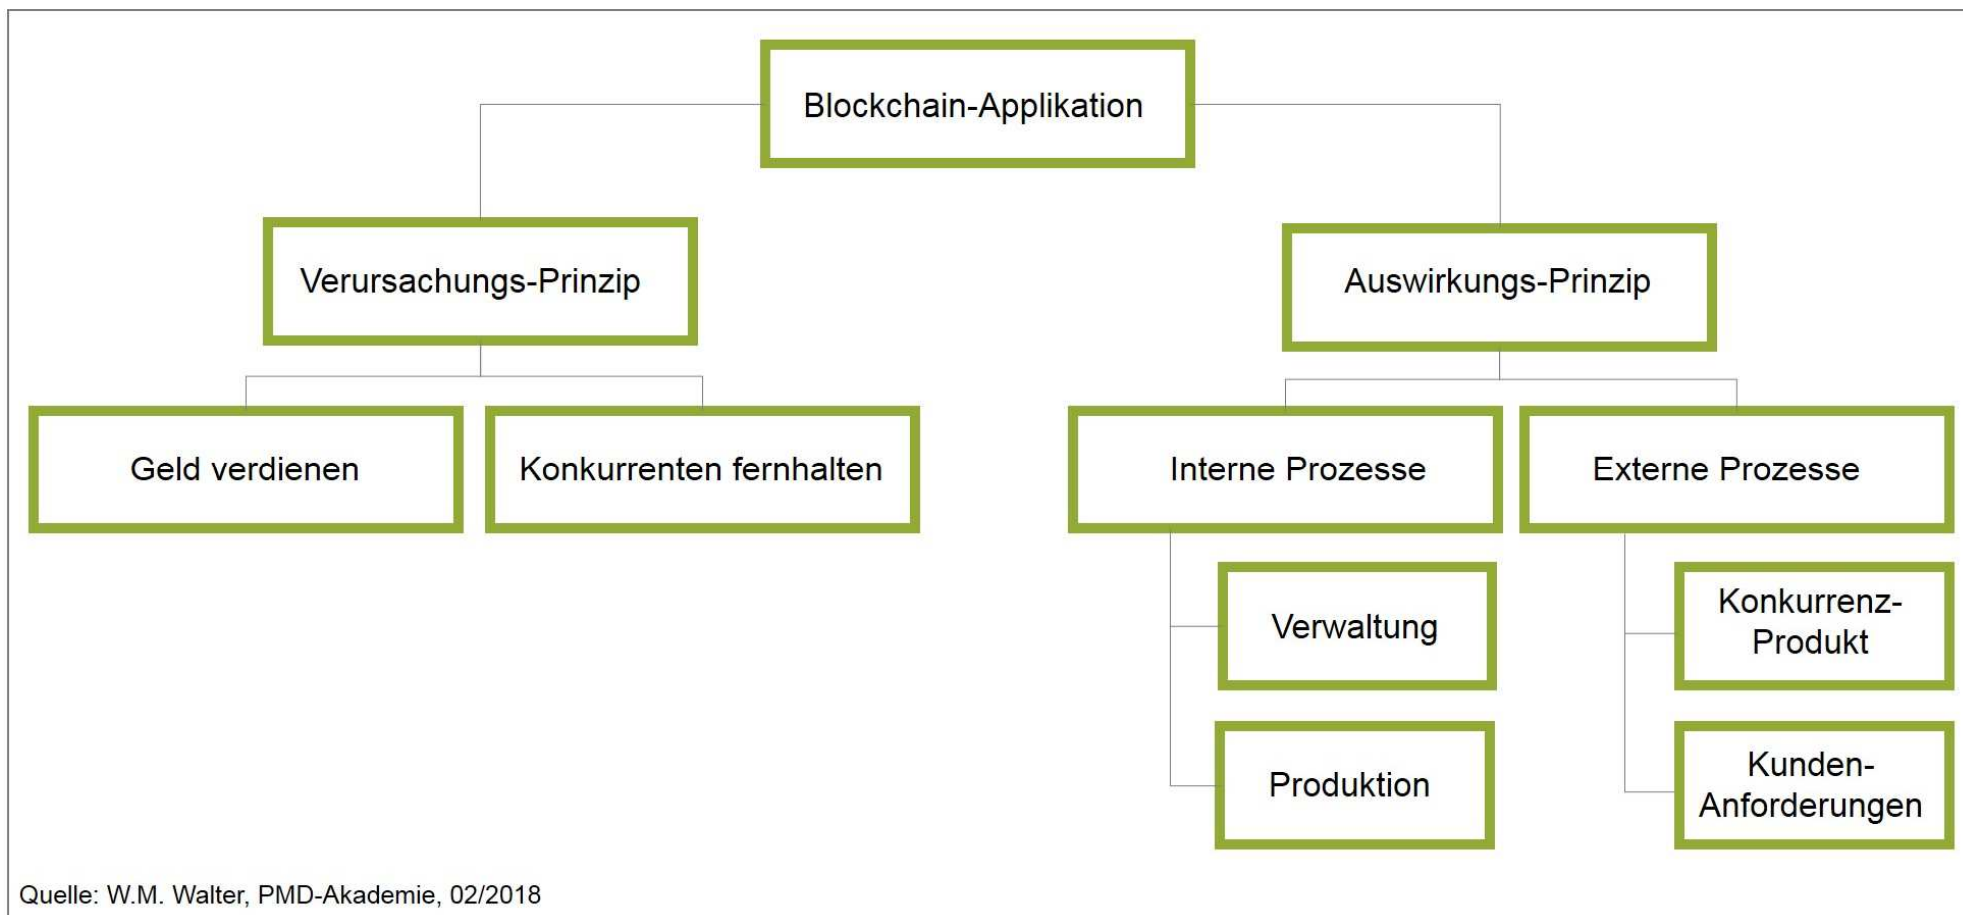 Blockchain-Applikation
Verursachungs-Prinzip
Auswirkungs-Prinzip
Geld verdienen
Konkurrenten fernhalten
Interne Prozesse
Externe Prozesse
Verwaltung
Konkurrenz-
Produkt
Produktion
Kunden-
Anforderungen
Quelle: W.M. Walter, PMD-Akademie, 02/2018